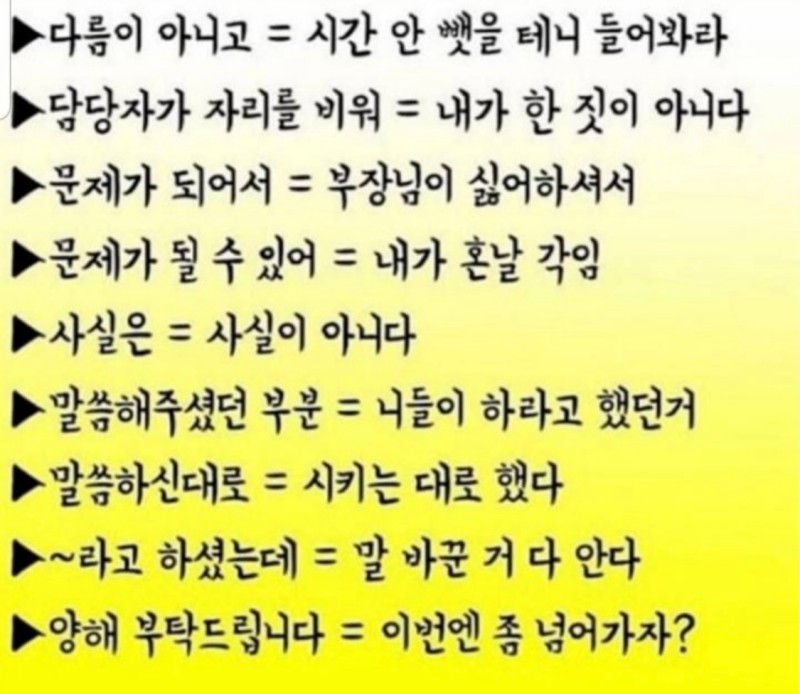 ▶다름이 아니고 = 시간 안 뺏을 테니 들어봐라
▶담당자가 자리를 비워 = 내가 한 짓이 아니다
▶문제가 되어서 = 부장님이 싫어하셔서
▶문제가 될 수 있어 = 내가 혼날 각임
▶사실은 = 사실이 아니다
▶말씀해주셨던 부분 = 니들이 하라고 했던거
▶말씀하신대로 = 시키는 대로 했다
▶~라고 하셨는데 = 말 바꾼 거 다 안다
▶양해 부탁드립니다 = 이번엔 좀 넘어가자?